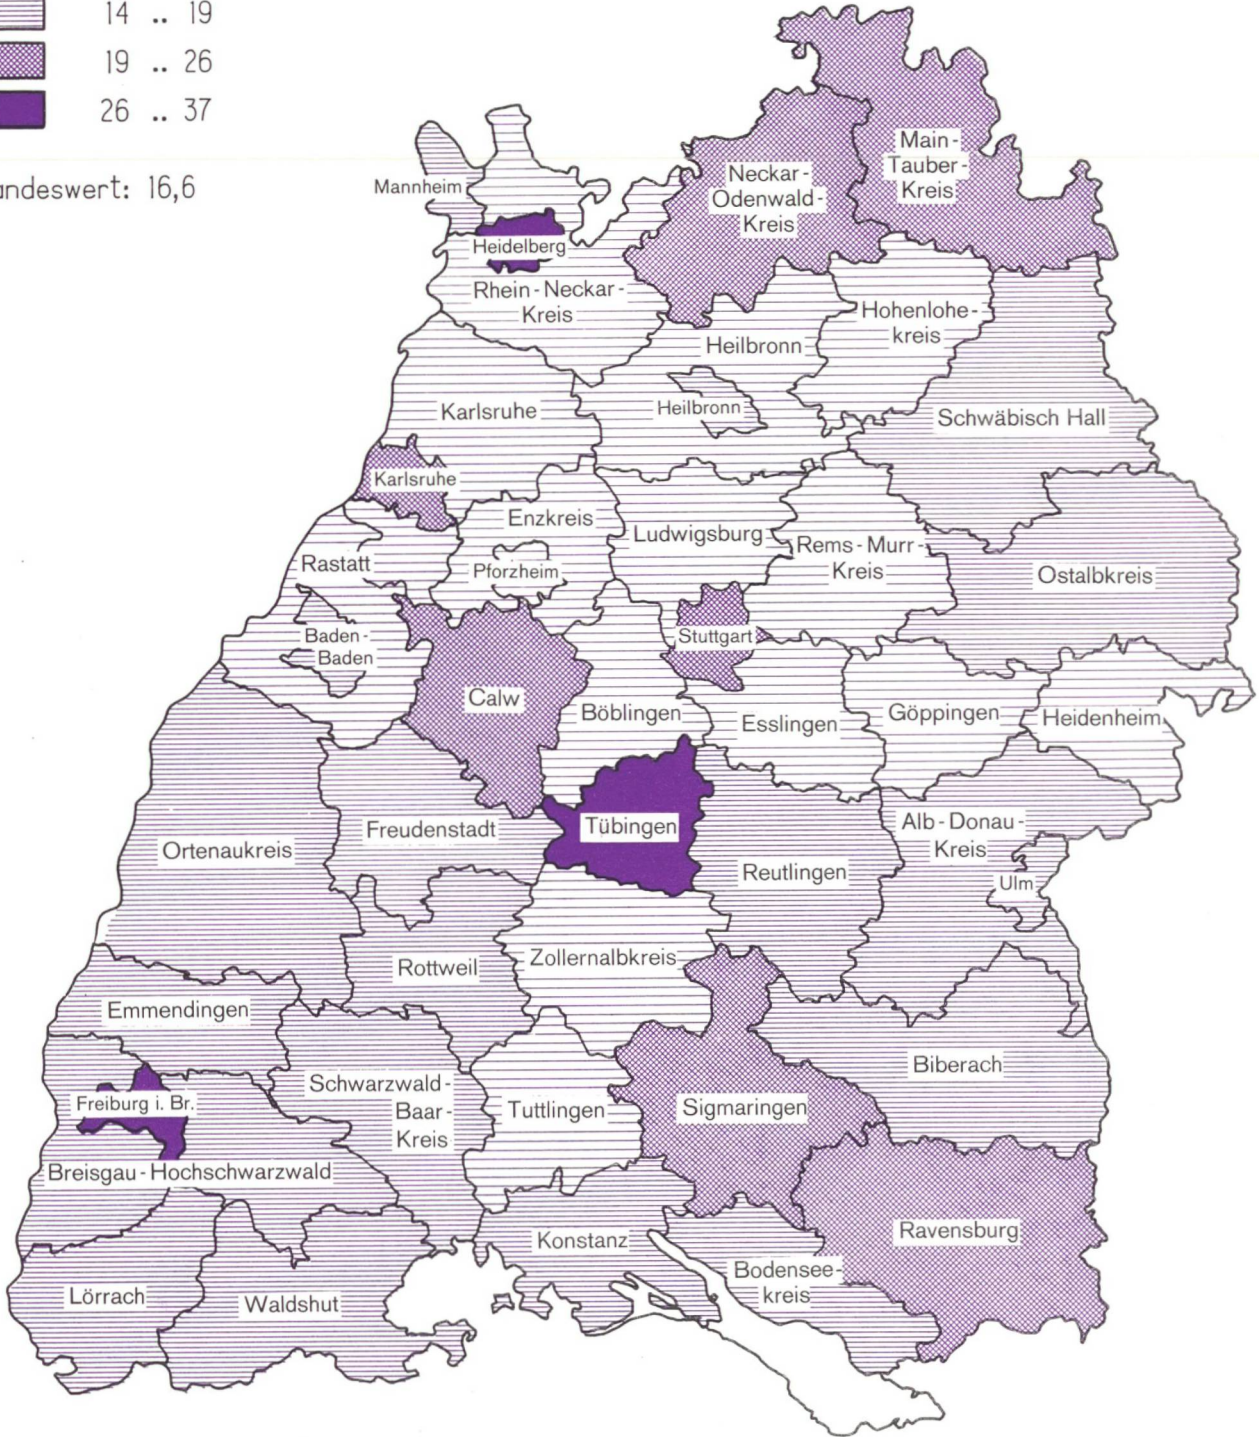 14 .. 19
19 .. 26
26 .. 37
andeswert: 16,6
Main-
Tauber-
Kreis
Neckar-
Odenwald-
Kreis
Mannheim
Heidelberg
Rhein-Neckar-
Kreis
Hohenlohe-
kreis
Heilbronn
Heilbronn
Karlsruhe
Schwäbisch Hall
Karlsruhe
Enzkreis
Ludwigsburg
Rems-Murr-
Kreis
Rastatt
Pforzheim
Ostalbkreis
Baden-
Baden
Stuttgart
Calw
Böblingen
Esslingen
Göppingen
Heidenheim
Tübingen
Freudenstadt
Ortenaukreis
Alb-Donau-
Kreis
Reutlingen
Ulm
Zollernalbkreis
Rottweil
Emmendingen
Biberach
Schwarzwald-
Baar-
Kreis
Freiburg i. Br.
Tuttlingen
Sigmaringen
Breisgau-Hochschwarzwald
Ravensburg
Konstanz
Bodensee-
kreis
Lörrach
Waldshut